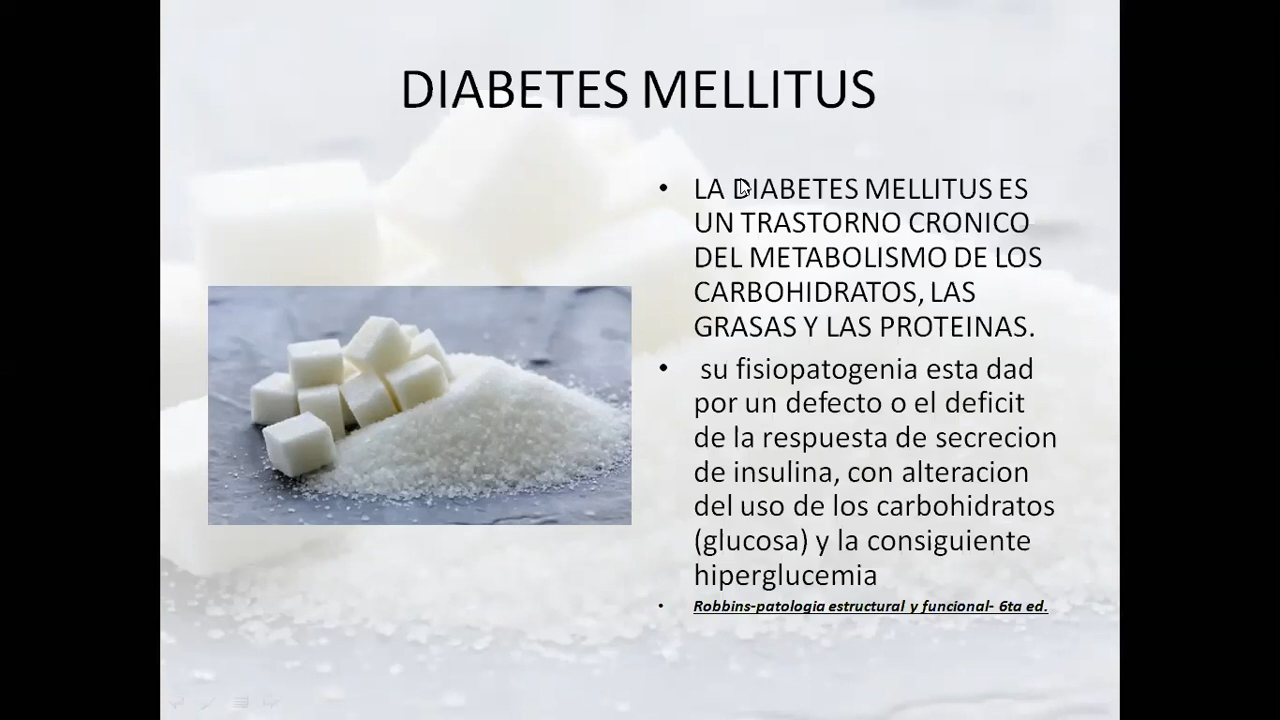 DIABETES MELLITUS
LA DIABETES MELLITUS ES
UN TRASTORNO CRONICO
DEL METABOLISMO DE LOS
CARBOHIDRATOS, LAS
GRASAS Y LAS PROTEINAS.
su fisiopatogenia esta dad
por un defecto o el deficit
de la respuesta de secrecion
de insulina, con alteracion
del uso de los carbohidratos
(glucosa) y la consiguiente
hiperglucemia
Robbins-patologia estructural y funcional- 6ta ed.